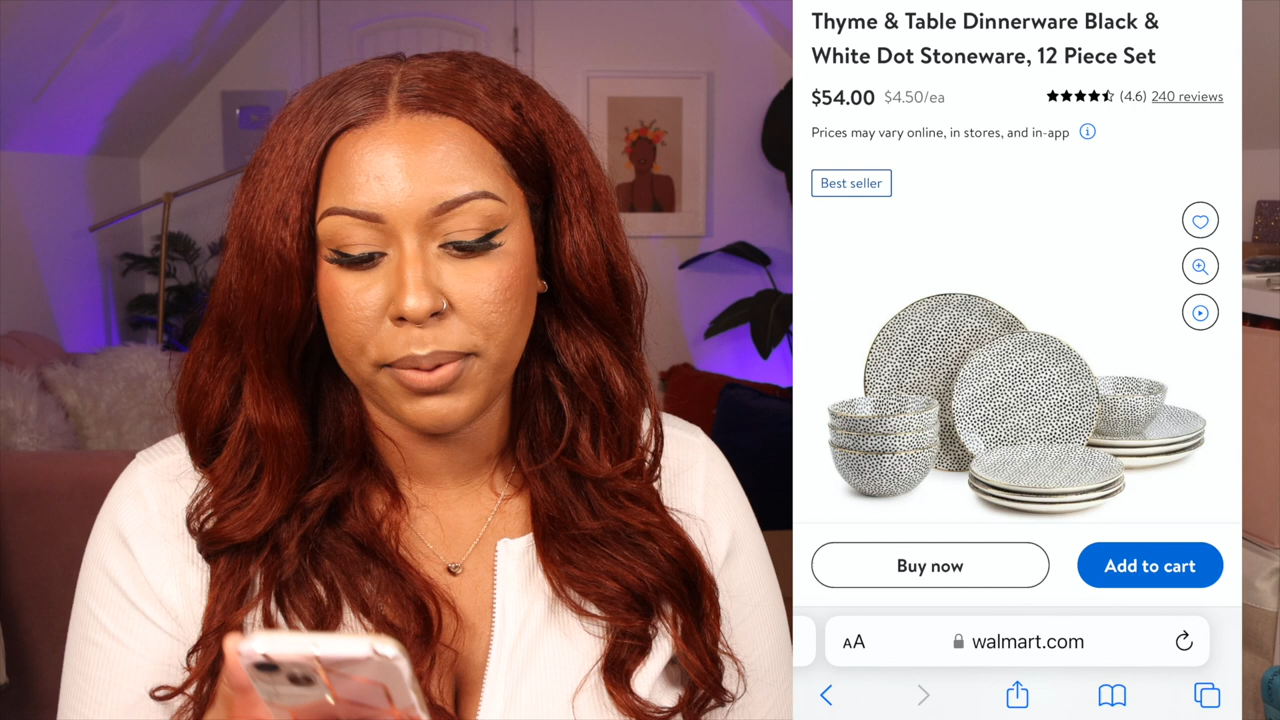 Thyme & Table Dinnerware Black &
White Dot Stoneware, 12 Piece Set
$54.00 $4.50/ea (4.6) 240 reviews
Prices may vary online, in stores, and in-app
Best seller
Buy now Add to cart
AA walmart.com